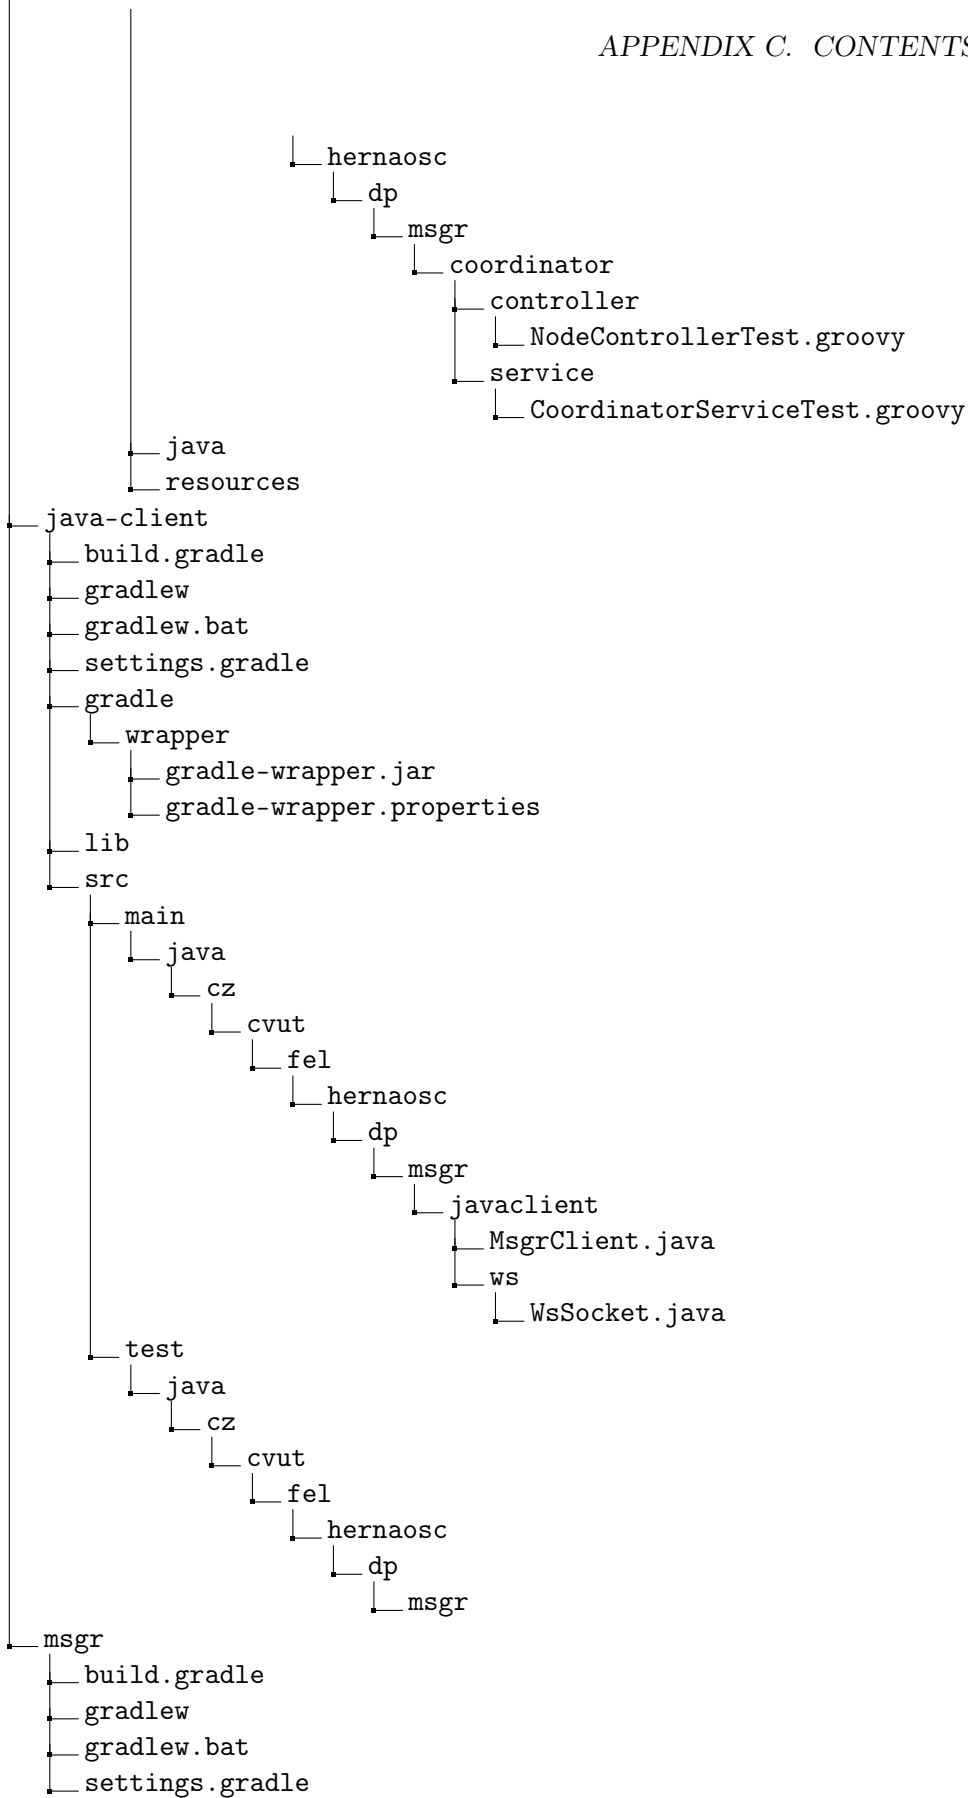 APPENDIX C. CONTENTS
hernaosc
dp
msgr
coordinator
controller
NodeControllerTest.groovy
service
CoordinatorServiceTest.groovy
java
resources
java-client
build.gradle
gradlew
gradlew.bat
settings.gradle
gradle
wrapper
gradle-wrapper.jar
gradle-wrapper.properties
lib
src
main
java
cz
cvut
fel
hernaosc
dp
msgr
javaclient
MsgrClient.java
ws
WsSocket.java
test
java
cz
cvut
fel
hernaosc
dp
msgr
msgr
build.gradle
gradlew
gradlew.bat
settings.gradle